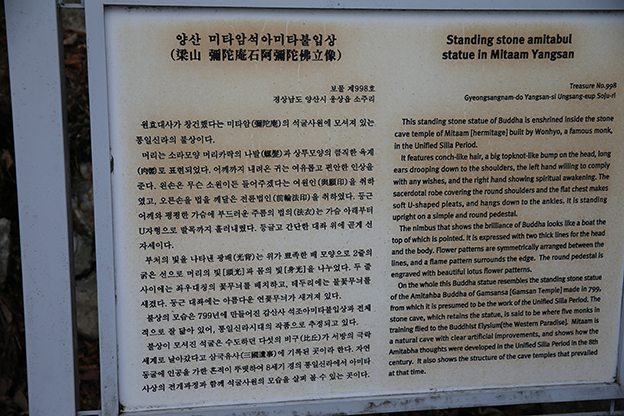 양산 미타암석아미타불입상
(梁山 彌陀庵石阿彌陀佛立像)
보물 제998호
경상남도 양산시 웅상읍 소주리
원효대사가 창건했다는 미타암(彌陀庵)의 석굴사원에 모셔져 있는
통일신라의 불상이다.
머리는 소라모양 머리카락의 나발(螺髮)과 상투모양의 큼직한 육계
(肉髻)로 표현되었다. 어깨까지 내려온 귀는 여유롭고 편안한 인상을
준다. 왼손은 무슨 소원이든 들어주겠다는 여원인(與願印)을 취하
였고, 오른손은 법을 깨닫은 전륜법인(前輪法印)을 취하였다. 둥근
어깨와 평평한 가슴에 부드러운 주름의 법의(法衣)는 가슴 아래부터
U자형으로 발목까지 흘러내렸다. 둥글고 간단한 대좌 위에 곧게 선
자세이다.
부처의 빛을 나타낸 광배(光背)는 위가 뾰족한 배 모양으로 2줄의
굵은 선으로 머리의 빛[頭光]과 몸의 빛[身光]을 나누었다. 두 줄
사이에는 좌우대칭의 꽃무늬를 배치하고, 테두리에는 불꽃무늬를
새겼다. 둥근 대좌에는 아름다운 연꽃무늬가 새겨져 있다.
불상의 모습은 799년에 만들어진 감산사 석조아미타불입상과 전체
적으로 잘 닮아 있어, 통일신라시대의 작품으로 추정되고 있다.
불상이 모셔진 석굴은 수도하던 다섯의 비구(比丘)가 서방의 극락
세계로 날아갔다고 삼국유사(三國遺事)에 기록된 곳이라 한다. 자연
동굴에 인공을 가한 흔적이 뚜렷하여 8세기 경의 통일신라에서 아미타
사상의 전개과정과 함께 석굴사원의 모습을 살펴 볼 수 있는 곳이다.
Standing stone amitabul
statue in Mitaam Yangsan
Treasure No.998
Gyeongsangnam-do Yangsan-si Ungsang-eup Soju-ri
This standing stone statue of Buddha is enshrined inside the stone
cave temple of Mitaam [hermitage] built by Wonhyo, a famous monk,
in the Unified Silla Period.
It features conch-like hair, a big topknot-like bump on the head, long
ears drooping down to the shoulders, the left hand willing to comply
with any wishes, and the right hand showing spiritual awakening. The
sacerdotal robe covering the round shoulders and the flat chest makes
soft U-shaped pleats, and hangs down to the ankles. It is standing
upright on a simple and round pedestal.
The nimbus that shows the brilliance of Buddha looks like a boat the
top of which is pointed. It is expressed with two thick lines for the head
and the body. Flower patterns are symmetrically arranged between the
lines, and a flame pattern surrounds the edge. The round pedestal is
engraved with beautiful lotus flower patterns.
On the whole this Buddha statue resembles the standing stone statue
of the Amitahba Buddha of Gamsansa [Gamsan Temple] made in 799,
from which it is presumed to be the work of the Unified Silla Period. The
stone cave, which retains the statue, is said to be where five monks in
training flied to the Buddhist Elysium[the Western Paradise]. Mitaam is
a natural cave with clear artificial improvements, and shows how the
Amitabha thoughts were developed in the Unified Silla Period in the 8th
century. It also shows the structure of the cave temples that prevailed
at that time.